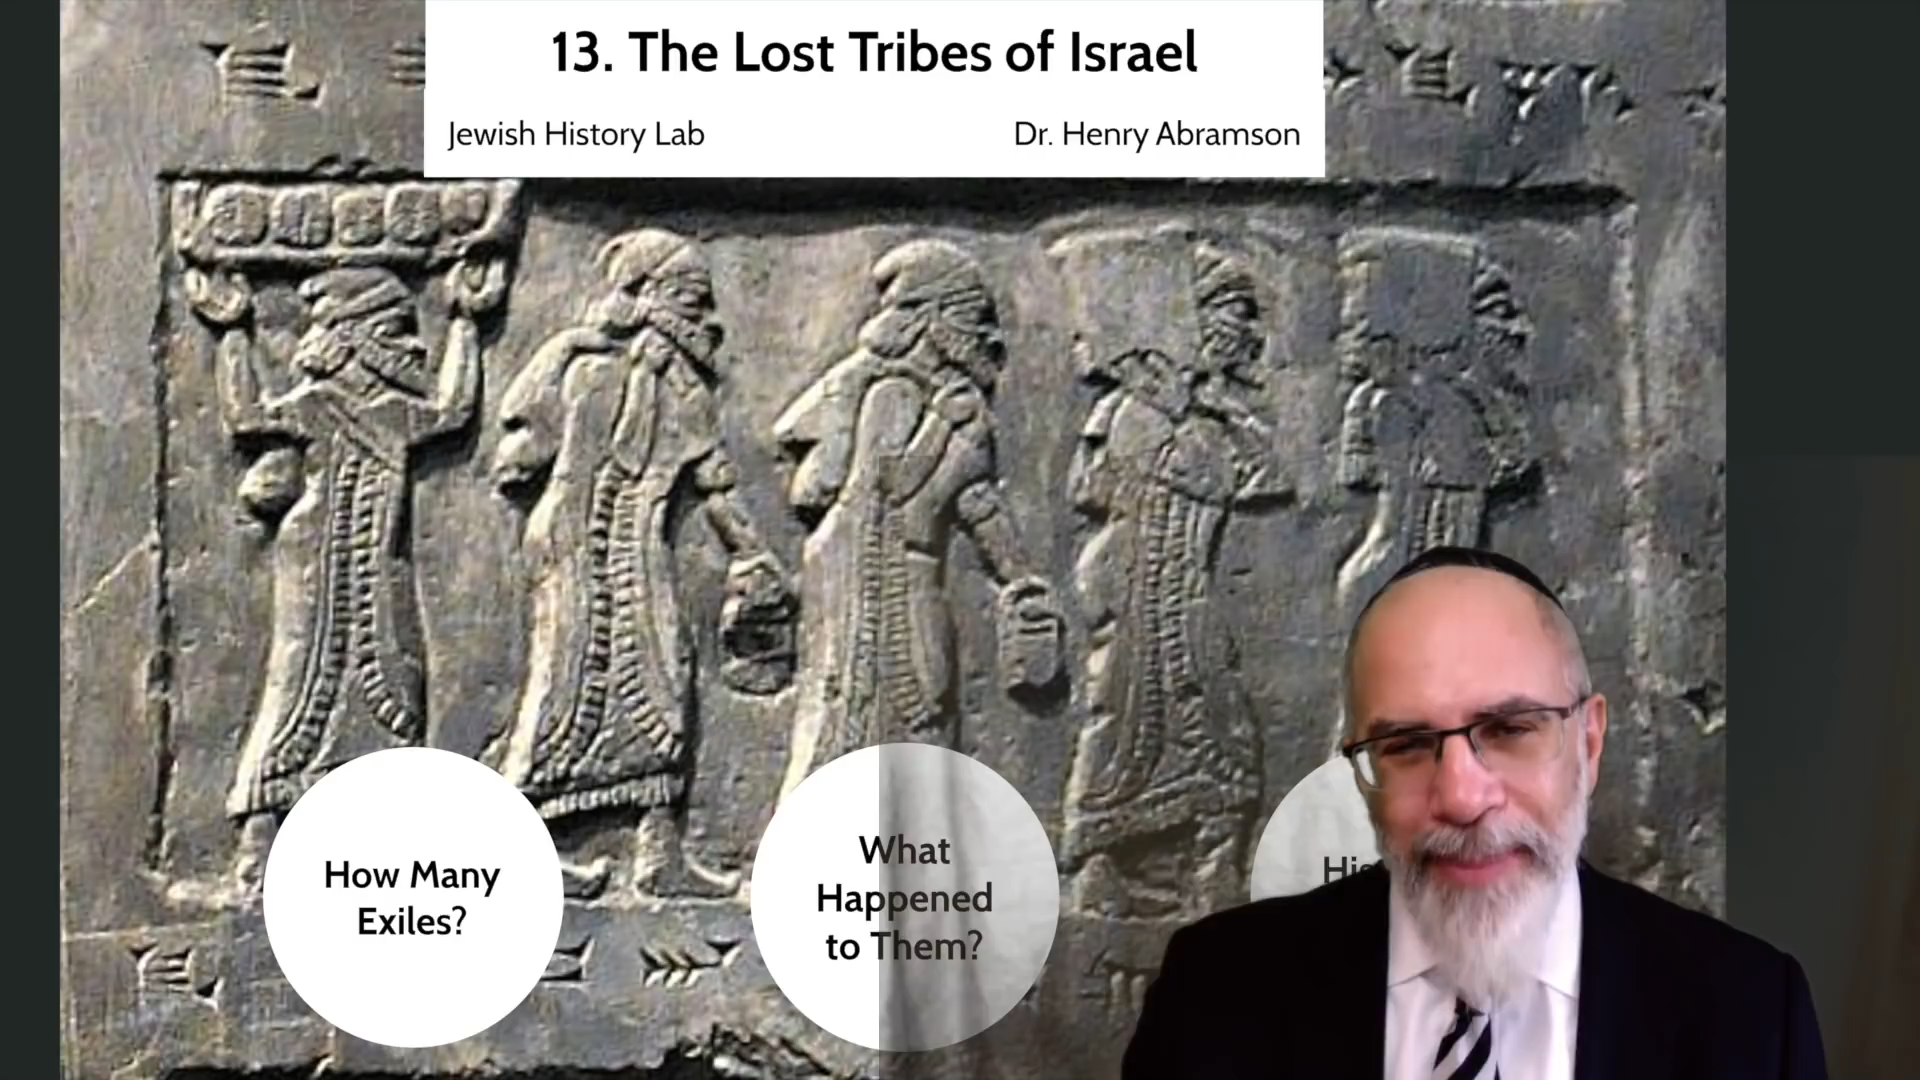 13. The Lost Tribes of Israel
Jewish History Lab
Dr. Henry Abramson
How Many
Exiles?
What
Happened
to Them?